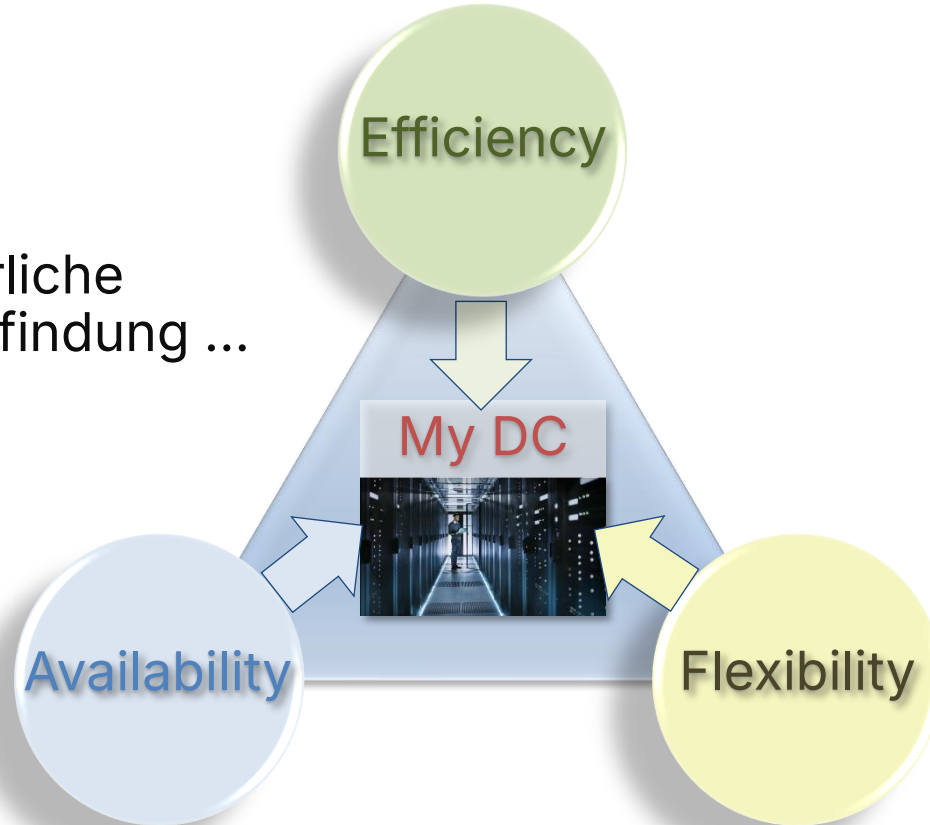 Efficiency
rliche
findung ...
My DC
Availability
Flexibility